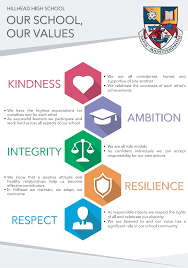 HILLHEAD HIGH SCHOOL
OUR SCHOOL,
OUR VALUES
KINDNESS
• We are all considerate, honest and supportive of one another.
• We celebrate the success of each other's achievements.
• We have the highest expectations for ourselves and for each other
• As successful learners we participate and work hard across all aspects of our school
AMBITION
INTEGRITY
• We are all role models
• As confident individuals we can accept responsibility for our own actions
• We know that a positive attitude and healthy relationships help us become effective contributors
• In Hillhead we maintain, we adapt, we overcome
RESILIENCE
RESPECT
• As responsible citizens we respect the rights of all and celebrate our diversity
• We are listened to and our voice has a significant role in our school community